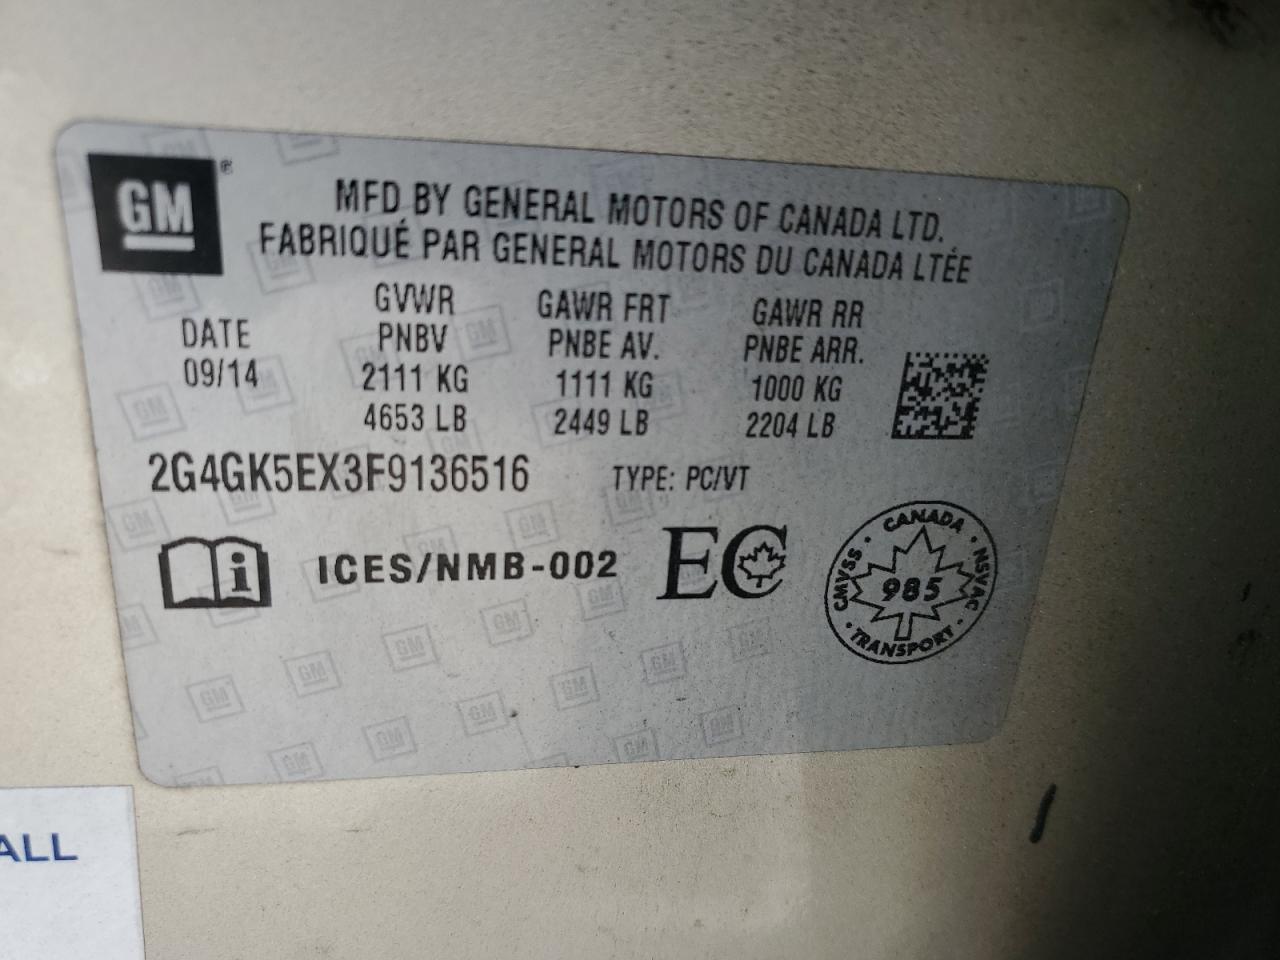 GM®
MFD BY GENERAL MOTORS OF CANADA LTD.
FABRIQUÉ PAR GENERAL MOTORS DU CANADA LTÉE
DATE
09/14
GVWR
PNBV
2111 KG
4653 LB
GAWR FRT
PNBE AV.
1111 KG
2449 LB
GAWR RR
PNBE ARR.
1000 KG
2204 LB
2G4GK5EX3F9136516 TYPE: PC/VT
i ICES/NMB-002 EC
CANADA
CMVSS · NSVAC
985
TRANSPORT
ALL